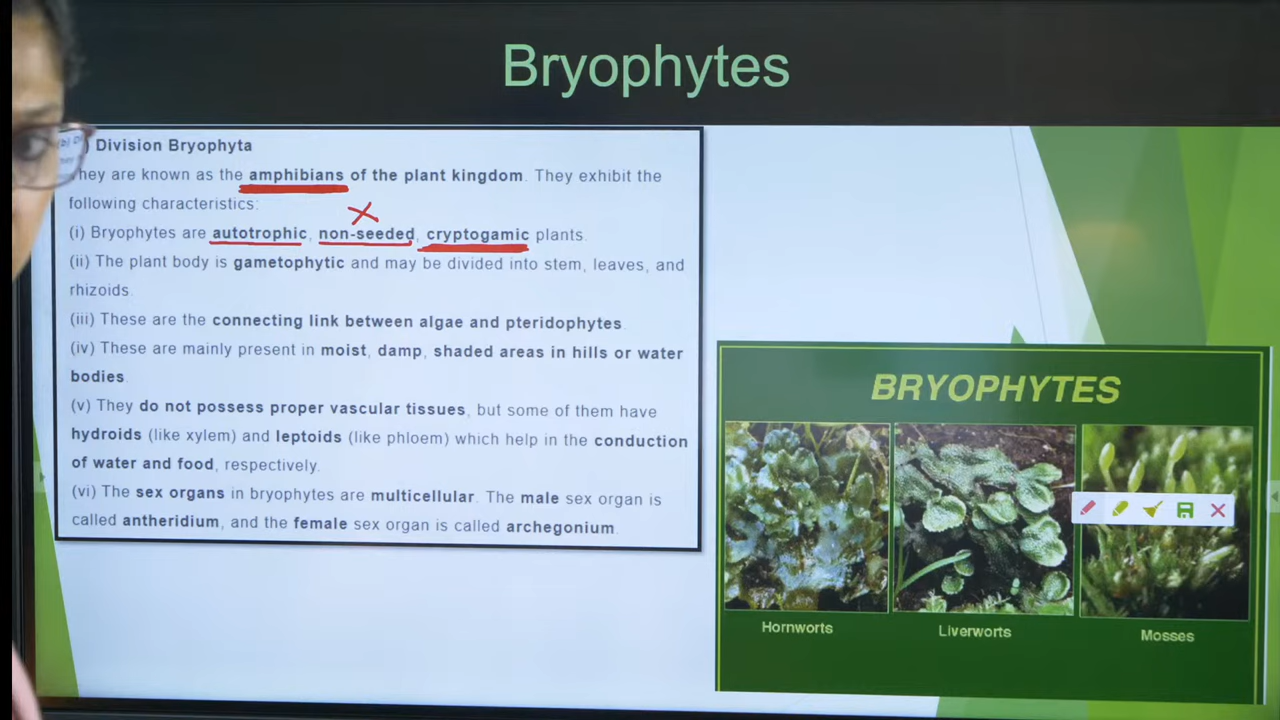 Bryophytes
) Division Bryophyta
hey are known as the amphibians of the plant kingdom. They exhibit the
following characteristics:
(i) Bryophytes are autotrophic, non-seeded, cryptogamic plants.
(ii) The plant body is gametophytic and may be divided into stem, leaves, and
rhizoids.
(iii) These are the connecting link between algae and pteridophytes.
(iv) These are mainly present in moist, damp, shaded areas in hills or water
bodies.
(v) They do not possess proper vascular tissues, but some of them have
hydroids (like xylem) and leptoids (like phloem) which help in the conduction
of water and food, respectively.
(vi) The sex organs in bryophytes are multicellular. The male sex organ is
called antheridium, and the female sex organ is called archegonium.
BRYOPHYTES
Hornworts
Liverworts
Mosses